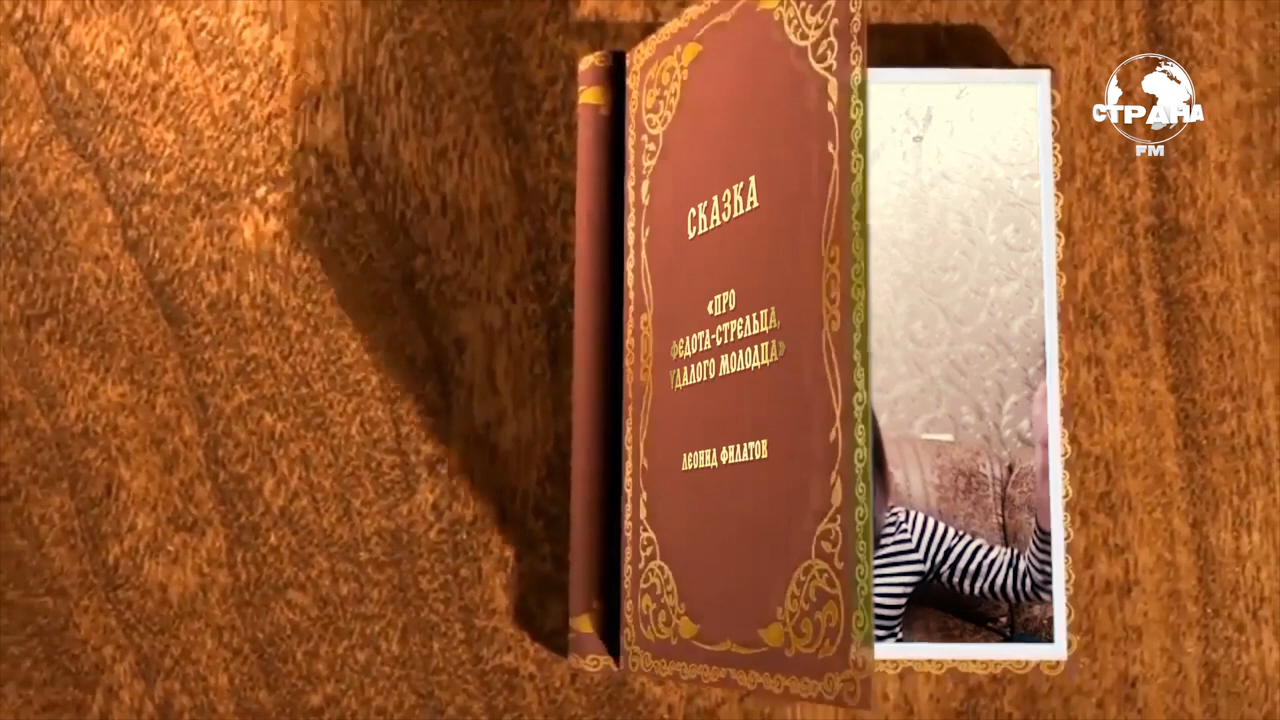 СКАЗКА
«ПРО
ФЕДОТА-СТРЕЛЬЦА,
УДАЛОГО МОЛОДЦА»
ЛЕОНИД ФИЛАТОВ
СТРАНА
FM